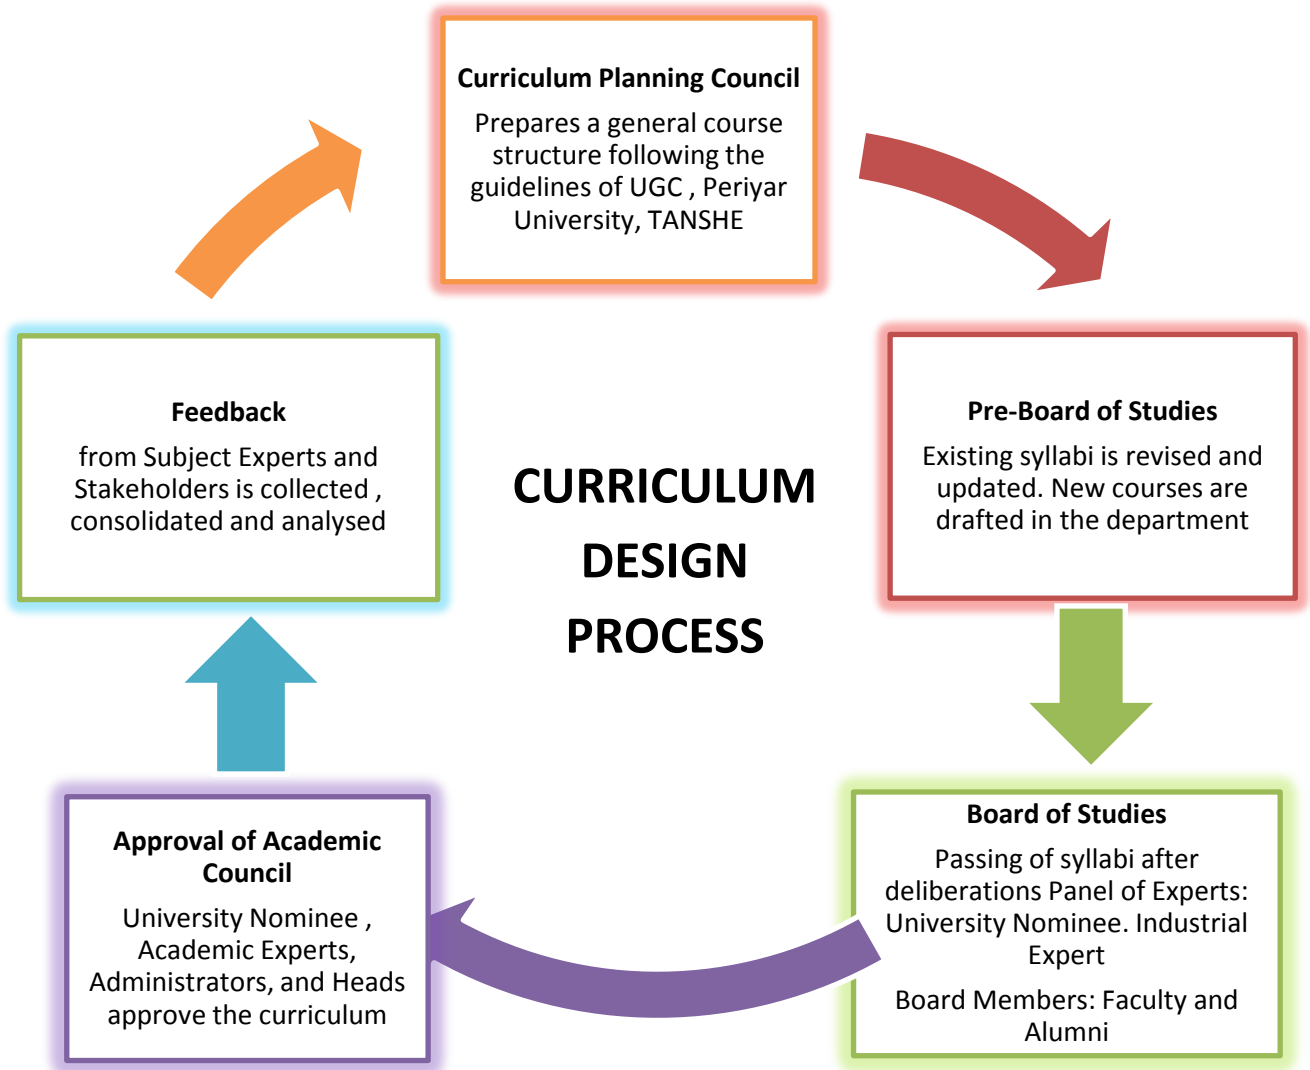 Curriculum Planning Council
Prepares a general course
structure following the
guidelines of UGC , Periyar
University, TANSHE
Pre-Board of Studies
Existing syllabi is revised and
updated. New courses are
drafted in the department
Board of Studies
Passing of syllabi after
deliberations Panel of Experts:
University Nominee. Industrial
Expert
Board Members: Faculty and
Alumni
Approval of Academic
Council
University Nominee ,
Academic Experts,
Administrators, and Heads
approve the curriculum
Feedback
from Subject Experts and
Stakeholders is collected ,
consolidated and analysed
CURRICULUM
DESIGN
PROCESS